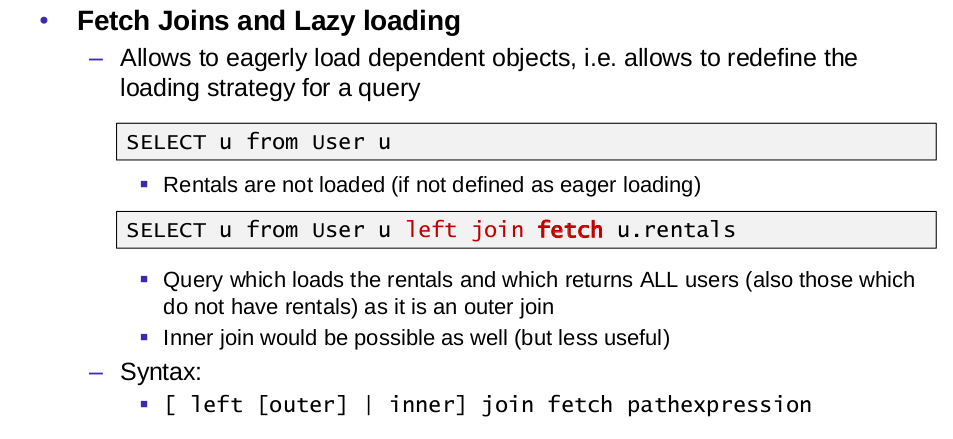 • Fetch Joins and Lazy loading
– Allows to eagerly load dependent objects, i.e. allows to redefine the
loading strategy for a query
SELECT u from User u
▪ Rentals are not loaded (if not defined as eager loading)
SELECT u from User u left join fetch u.rentals
▪ Query which loads the rentals and which returns ALL users (also those which
do not have rentals) as it is an outer join
▪ Inner join would be possible as well (but less useful)
– Syntax:
▪ [ left [outer] | inner] join fetch pathexpression